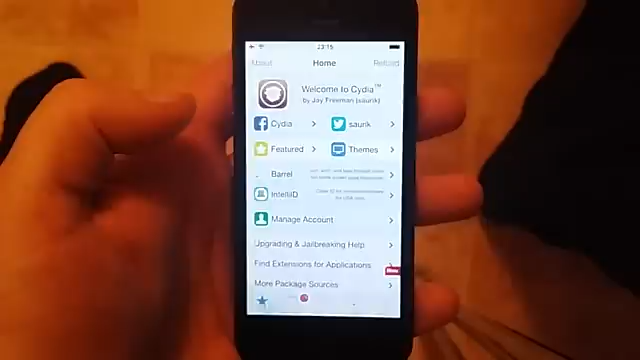 23:15
About
Home
Reload
Welcome to Cydia™
by Jay Freeman (saurik)
Cydia
saurik
Featured
Themes
Barrel
IntelliID
Manage Account
Upgrading & Jailbreaking Help
Find Extensions for Applications
More Package Sources